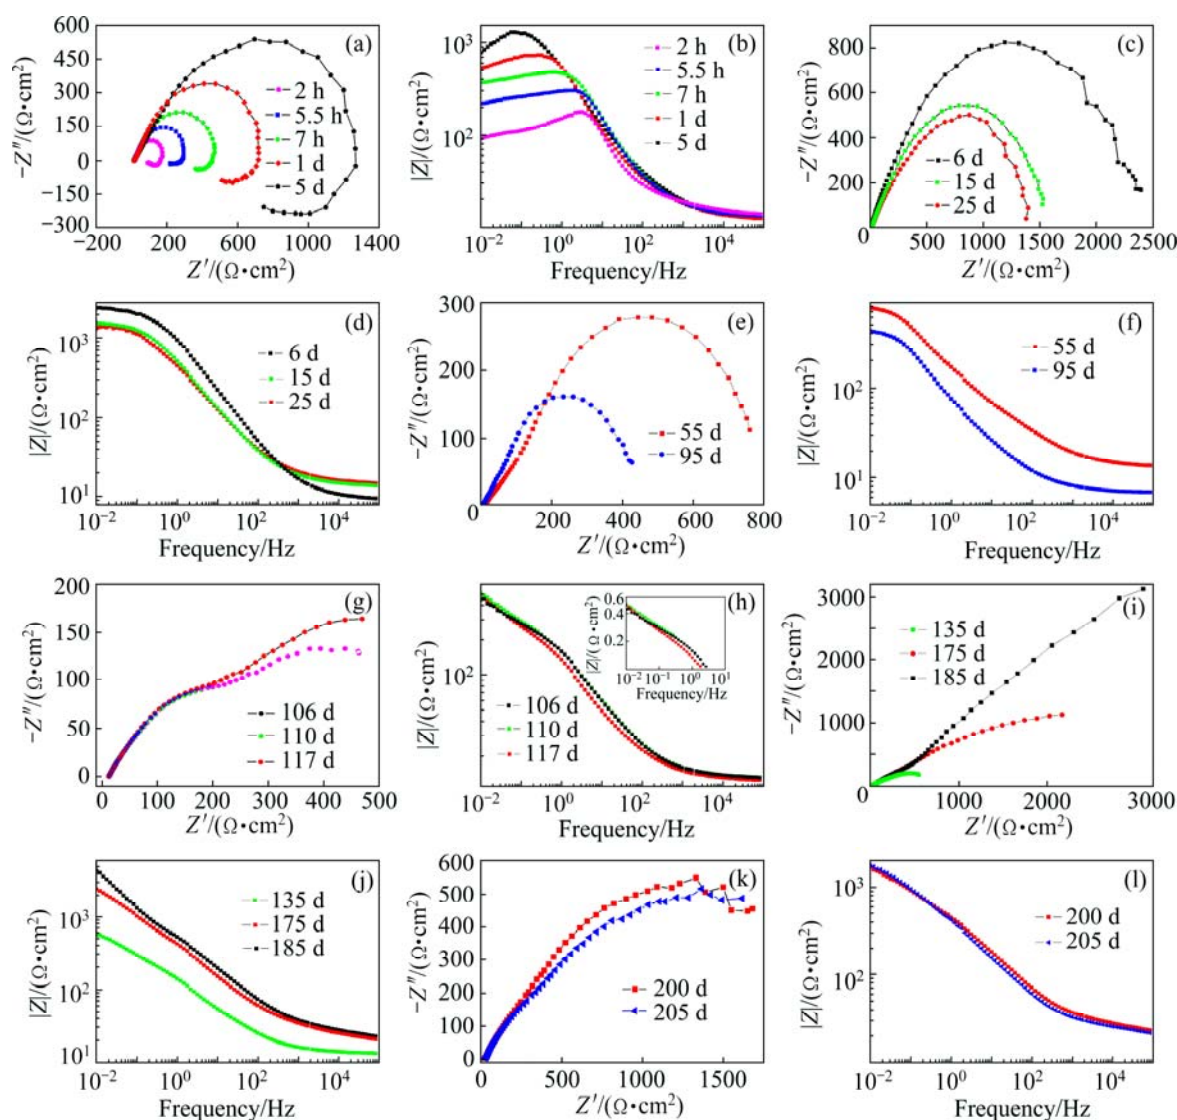 (a)
−Z″/(Ω•cm²)
600
450
300
150
0
−150
−300
2 h
5.5 h
7 h
1 d
5 d
−200 200 600 1000 1400
Z′/(Ω•cm²)
(b)
|Z|/(Ω•cm²)
10³
10²
2 h
5.5 h
7 h
1 d
5 d
10⁻² 10⁰ 10² 10⁴
Frequency/Hz
(c)
−Z″/(Ω•cm²)
800
600
400
200
0
6 d
15 d
25 d
0 500 1000 1500 2000 2500
Z′/(Ω•cm²)
(d)
|Z|/(Ω•cm²)
10³
10²
10¹
6 d
15 d
25 d
10⁻² 10⁰ 10² 10⁴
Frequency/Hz
(e)
−Z″/(Ω•cm²)
300
200
100
0
55 d
95 d
0 200 400 600 800
Z′/(Ω•cm²)
(f)
|Z|/(Ω•cm²)
10²
10¹
55 d
95 d
10⁻² 10⁰ 10² 10⁴
Frequency/Hz
(g)
−Z″/(Ω•cm²)
200
150
100
50
0
106 d
110 d
117 d
0 100 200 300 400 500
Z′/(Ω•cm²)
(h)
|Z|/(Ω•cm²)
10²
|Z|/(Ω•cm²)
0.6
0.4
0.2
10⁻² 10⁻¹ 10⁰ 10¹
Frequency/Hz
106 d
110 d
117 d
10⁻² 10⁰ 10² 10⁴
Frequency/Hz
(i)
−Z″/(Ω•cm²)
3000
2000
1000
0
135 d
175 d
185 d
0 1000 2000 3000
Z′/(Ω•cm²)
(j)
|Z|/(Ω•cm²)
10³
10²
10¹
135 d
175 d
185 d
10⁻² 10⁰ 10² 10⁴
Frequency/Hz
(k)
−Z″/(Ω•cm²)
600
500
400
300
200
100
0
200 d
205 d
0 500 1000 1500
Z′/(Ω•cm²)
(l)
|Z|/(Ω•cm²)
10³
10²
200 d
205 d
10⁻² 10⁰ 10² 10⁴
Frequency/Hz